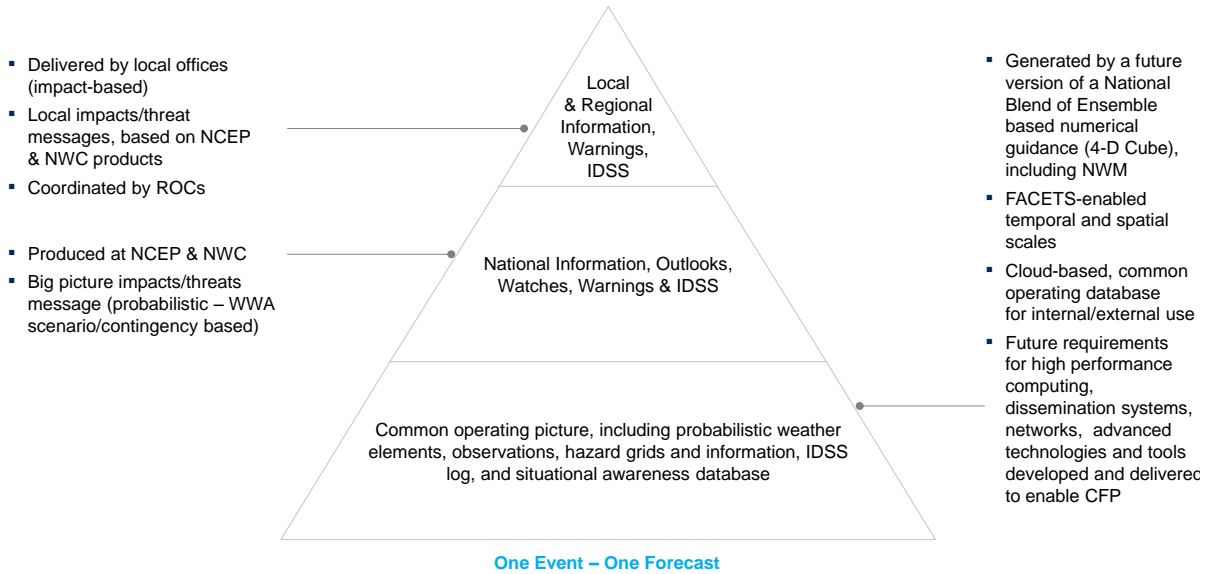 ▪ Delivered by local offices
(impact-based)
▪ Local impacts/threat
messages, based on NCEP
& NWC products
▪ Coordinated by ROCs
▪ Produced at NCEP & NWC
▪ Big picture impacts/threats
message (probabilistic – WWA
scenario/contingency based)
Local
& Regional
Information,
Warnings,
IDSS
National Information, Outlooks,
Watches, Warnings & IDSS
Common operating picture, including probabilistic weather
elements, observations, hazard grids and information, IDSS
log, and situational awareness database
▪ Generated by a future
version of a National
Blend of Ensemble
based numerical
guidance (4-D Cube),
including NWM
▪ FACETS-enabled
temporal and spatial
scales
▪ Cloud-based, common
operating database
for internal/external use
▪ Future requirements
for high performance
computing,
dissemination systems,
networks, advanced
technologies and tools
developed and delivered
to enable CFP
One Event – One Forecast